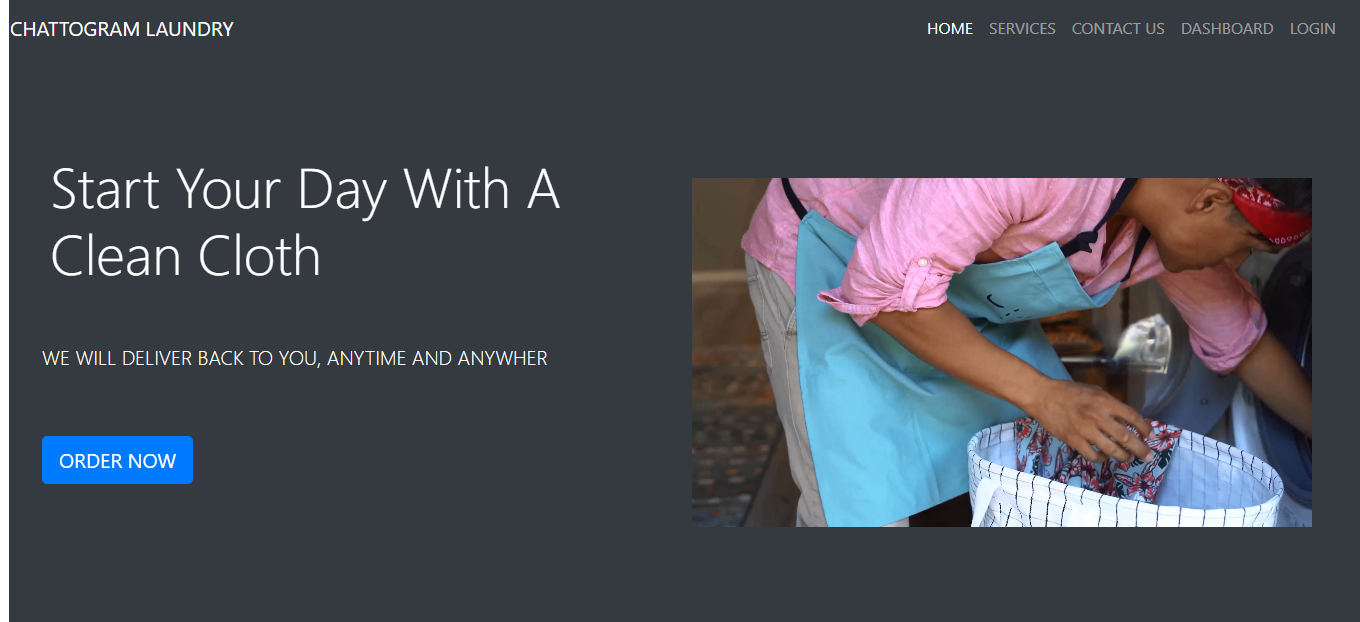 CHATTOGRAM LAUNDRY
HOME SERVICES CONTACT US DASHBOARD LOGIN
Start Your Day With A
Clean Cloth
WE WILL DELIVER BACK TO YOU, ANYTIME AND ANYWHER
ORDER NOW